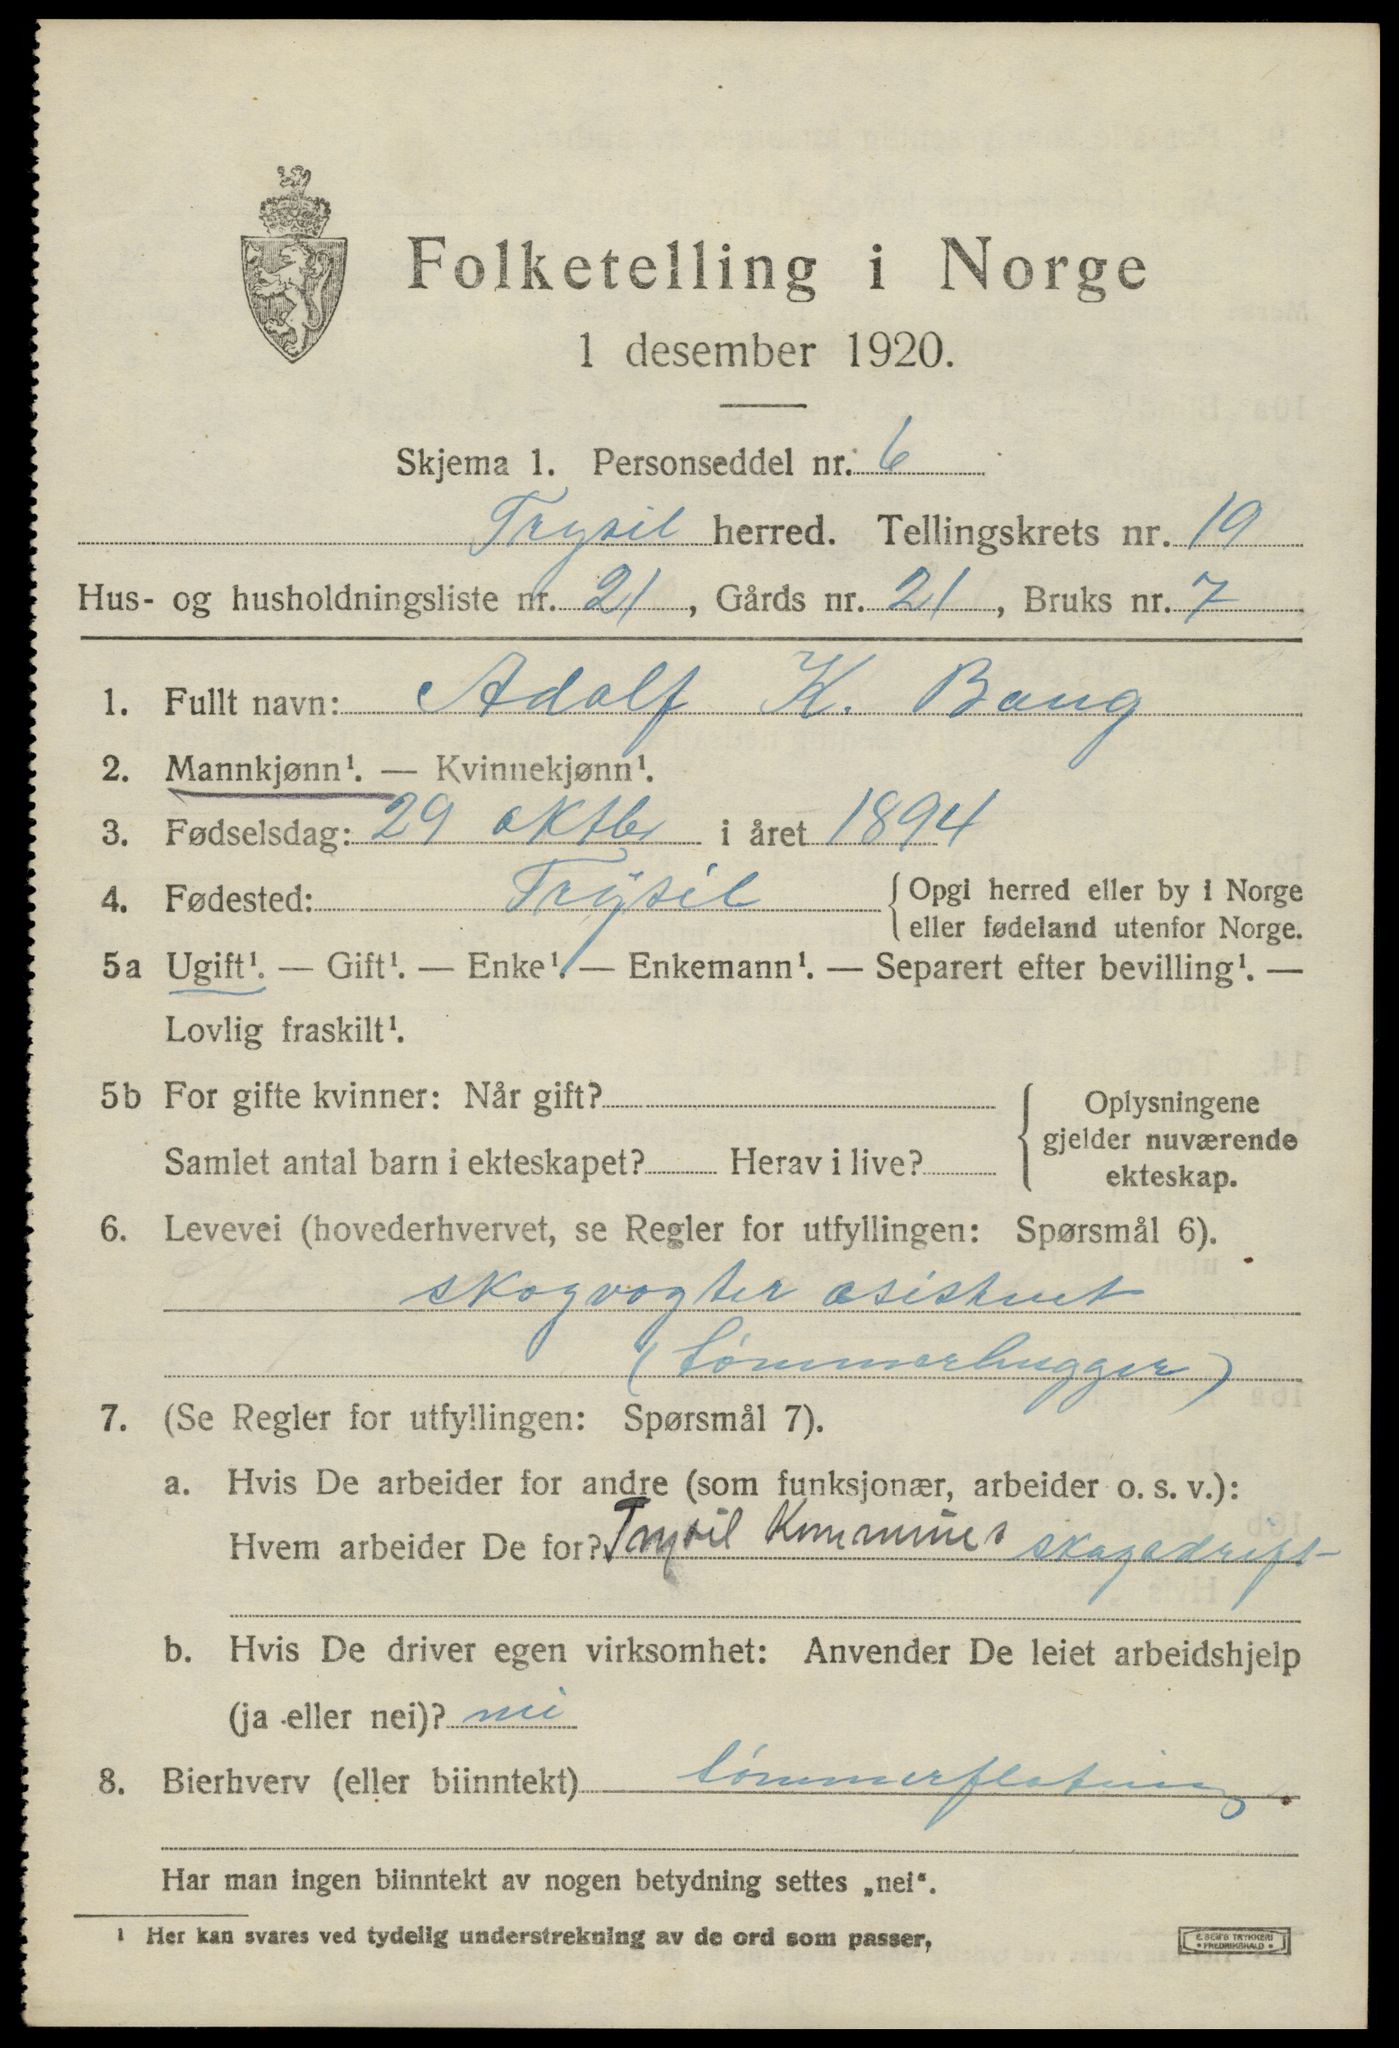 Folketelling i Norge
1 desember 1920.
Skjema 1. Personseddel nr. 6
Trysil herred. Tellingskrets nr. 19
Hus- og husholdningsliste nr. 21, Gårds nr. 21, Bruks nr. 7
1. Fullt navn: Adolf K. Bang
2. Mannkjønn¹. — Kvinnekjønn¹.
3. Fødselsdag: 29 oktbr i året 1894
4. Fødested: Trysil { Opgi herred eller by i Norge
eller fødeland utenfor Norge.
5a Ugift¹. — Gift¹. — Enke¹. — Enkemann¹. — Separert efter bevilling¹. —
Lovlig fraskilt¹.
5b For gifte kvinner: Når gift? { Oplysningene
gjelder nuværende
Samlet antal barn i ekteskapet? Herav i live?
ekteskap.
6. Levevei (hovederhvervet, se Regler for utfyllingen: Spørsmål 6).
skogvogter asistent
(tømmerhugger)
7. (Se Regler for utfyllingen: Spørsmål 7).
a. Hvis De arbeider for andre (som funksjonær, arbeider o. s. v.):
Hvem arbeider De for? Trysil Kommunes skogsdrift
b. Hvis De driver egen virksomhet: Anvender De leiet arbeidshjelp
(ja eller nei)? nei
8. Bierhverv (eller biinntekt) tømmerfløtning
Har man ingen biinntekt av nogen betydning settes „nei“.
¹ Her kan svares ved tydelig understrekning av de ord som passer,
E. SEM'S TRYKKERI
• FREDRIKSHALD •